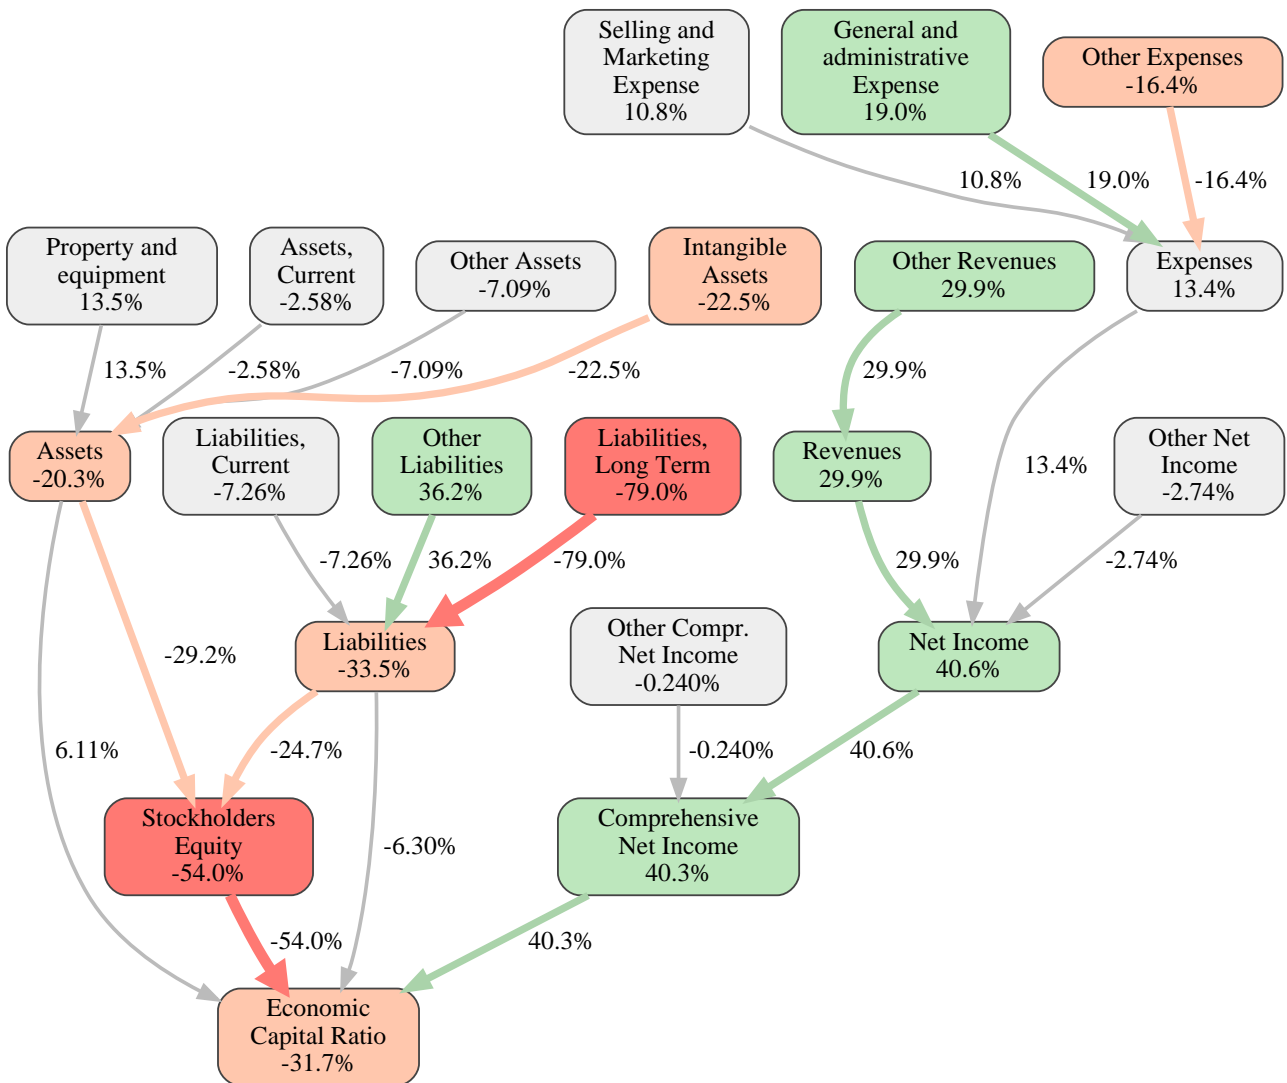 Selling and
Marketing
Expense
10.8%
General and
administrative
Expense
19.0%
Other Expenses
-16.4%
10.8%
19.0%
-16.4%
Property and
equipment
13.5%
Assets,
Current
-2.58%
Other Assets
-7.09%
Intangible
Assets
-22.5%
Other Revenues
29.9%
Expenses
13.4%
13.5%
-2.58%
-7.09%
-22.5%
29.9%
Assets
-20.3%
Liabilities,
Current
-7.26%
Other
Liabilities
36.2%
Liabilities,
Long Term
-79.0%
Revenues
29.9%
13.4%
Other Net
Income
-2.74%
-7.26%
36.2%
-79.0%
29.9%
-2.74%
-29.2%
Liabilities
-33.5%
Other Compr.
Net Income
-0.240%
Net Income
40.6%
6.11%
-24.7%
-0.240%
40.6%
Stockholders
Equity
-54.0%
-6.30%
Comprehensive
Net Income
40.3%
-54.0%
40.3%
Economic
Capital Ratio
-31.7%